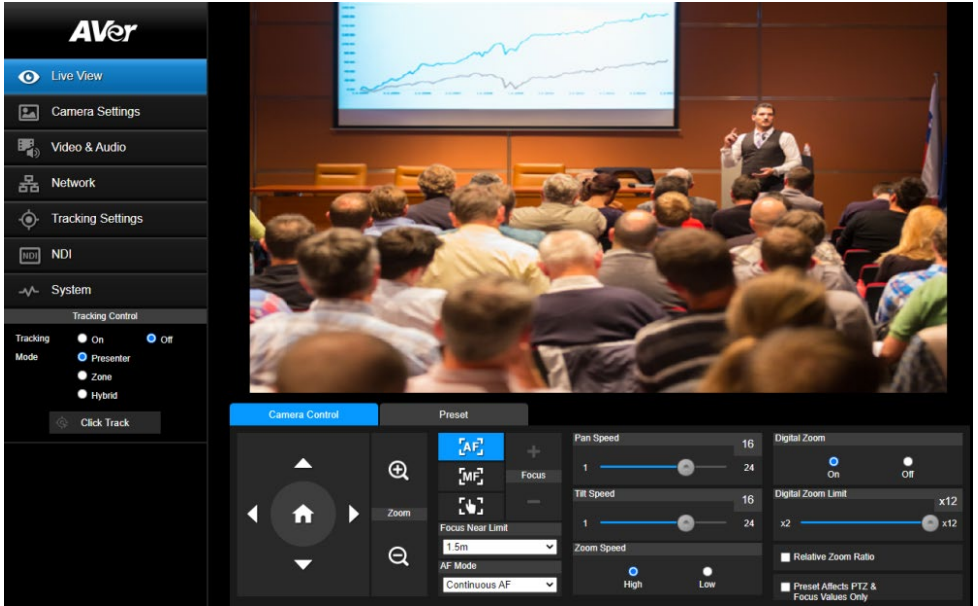 AVer
Live View
Camera Settings
Video & Audio
Network
Tracking Settings
NDI NDI
System
Tracking Control
Tracking On Off
Mode Presenter
Zone
Hybrid
Click Track
Camera Control Preset
Zoom
AF
MF
+
Focus
−
Focus Near Limit
1.5m
AF Mode
Continuous AF
Pan Speed 16
1 24
Tilt Speed 16
1 24
Zoom Speed
High Low
Digital Zoom
On Off
Digital Zoom Limit x12
x2 x12
Relative Zoom Ratio
Preset Affects PTZ &
Focus Values Only